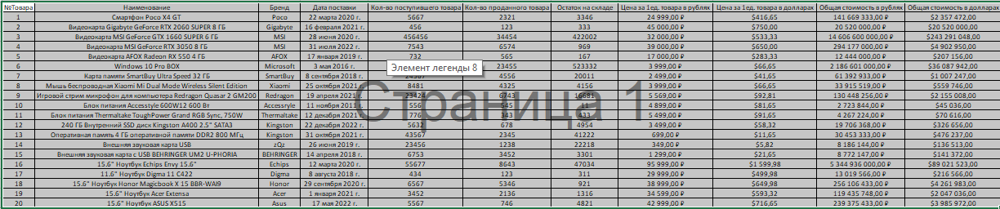 №Товара Наименование Бренд Дата поставки Кол-во поступившего товара Кол-во проданного товара Остаток на складе Цена за 1ед. товара в рублях Цена за 1ед. товара в долларах Общая стоимость в рублях Общая стоимость в долларах
1 Смартфон Poco X4 GT Poco 22 марта 2020 г. 5667 2321 3346 24 999,00 ₽ $416,65 141 669 333,00 ₽ $2 357 472,00
2 Видеокарта Gigabyte GeForce RTX 2060 SUPER 8 ГБ Gigabyte 16 февраля 2021 г. 456 123 333 45 000,00 ₽ $750,00 20 520 000,00 ₽ $20 520 000,00
3 Видеокарта MSI GeForce GTX 1660 SUPER 6 ГБ MSI 28 июня 2020 г. 456456 34454 422002 32 000,00 ₽ $533,33 14 606 600 000,00 ₽ $243 291 048,00
4 Видеокарта MSI GeForce RTX 3050 8 ГБ MSI 31 июля 2022 г. 7543 6574 969 39 000,00 ₽ $650,00 294 177 000,00 ₽ $4 902 950,00
5 Видеокарта AFOX Radeon RX 550 4 ГБ AFOX 17 января 2019 г. 732 565 167 17 000,00 ₽ $283,33 12 444 000,00 ₽ $207 156,00
6 Windows 10 Pro BOX Microsoft 3 мая 2016 г. 23455 523332 3 999,00 ₽ $66,65 2 186 601 000,00 ₽ $36 087 942,00
Элемент легенды 8
7 Карта памяти SmartBuy Ultra Speed 32 ГБ SmartBuy 8 сентября 2018 г. 24567 4556 20011 2 499,00 ₽ $41,65 61 392 933,00 ₽ $1 007 247,00
8 Мышь беспроводная Xiaomi Mi Dual Mode Wireless Silent Edition Xiaomi 25 октября 2021 г. 8481 4325 4156 3 999,00 ₽ $66,65 33 915 519,00 ₽ $559 746,00
9 Игровой стрим микрофон для компьютера Redragon Quasar 2 GM200 Redragon 19 апреля 2021 г. 23424 6743 16681 5 569,00 ₽ $92,81 130 448 256,00 ₽ $2 155 008,00
Страница 1
10 Блок питания Accesstyle 600W12 600 Вт Accessryle 11 ноября 2011 г. 556 545 11 4 899,00 ₽ $81,65 2 723 844,00 ₽ $45 036,00
11 Блок питания Thermaltake ToughPower Grand RGB Sync, 750W Thermaltake 12 декабря 2021 г. 776 343 433 5 499,00 ₽ $91,65 4 267 224,00 ₽ $70 616,00
12 240 ГБ Внутренний SSD диск Kingston A400 2.5" SATA3 Kingston 22 декабря 2022 г. 5632 678 4954 3 499,00 ₽ $58,32 19 706 368,00 ₽ $326 656,00
13 Оперативная память 4 ГБ оперативной памяти DDR2 800 МГц Kingston 31 октября 2021 г. 43567 2345 41222 699,00 ₽ $11,65 30 453 333,00 ₽ $476 237,00
14 Внешняя звуковая карта zQz 26 июня 2019 г. 23456 1238 22218 349,00 ₽ $5,82 8 186 144,00 ₽ $136 513,00
15 Внешняя звуковая карта с USB BEHRINGER UM2 U-PHORIA BEHRINGER 14 апреля 2018 г. 6753 3452 3301 1 299,00 ₽ $21,65 8 772 147,00 ₽ $141 372,00
16 15.6" Ноутбук Echips Envy 15.6" Echips 12 марта 2020 г. 55677 8643 47034 95 999,00 ₽ $1 599,98 5 344 936 000,00 ₽ $89 021 523,00
17 11.6" Ноутбук Digma 11 C422 Digma 8 августа 2018 г. 434 123 311 29 999,00 ₽ $499,98 13 019 566,00 ₽ $216 566,00
18 15.6" Ноутбук Honor Magicbook X 15 BBR-WAI9 Honor 29 сентября 2020 г. 6567 5346 921 38 999,00 ₽ $649,98 256 106 433,00 ₽ $4 261 983,00
19 15.6" Ноутбук Acer Extensa Acer 1 января 2021 г. 3452 2136 1316 34 599,00 ₽ $593,32 119 435 748,00 ₽ $2 047 036,00
20 15.6" Ноутбук ASUS X515 Asus 17 мая 2022 г. 5567 746 4821 42 999,00 ₽ $716,65 239 375 433,00 ₽ $3 985 972,00